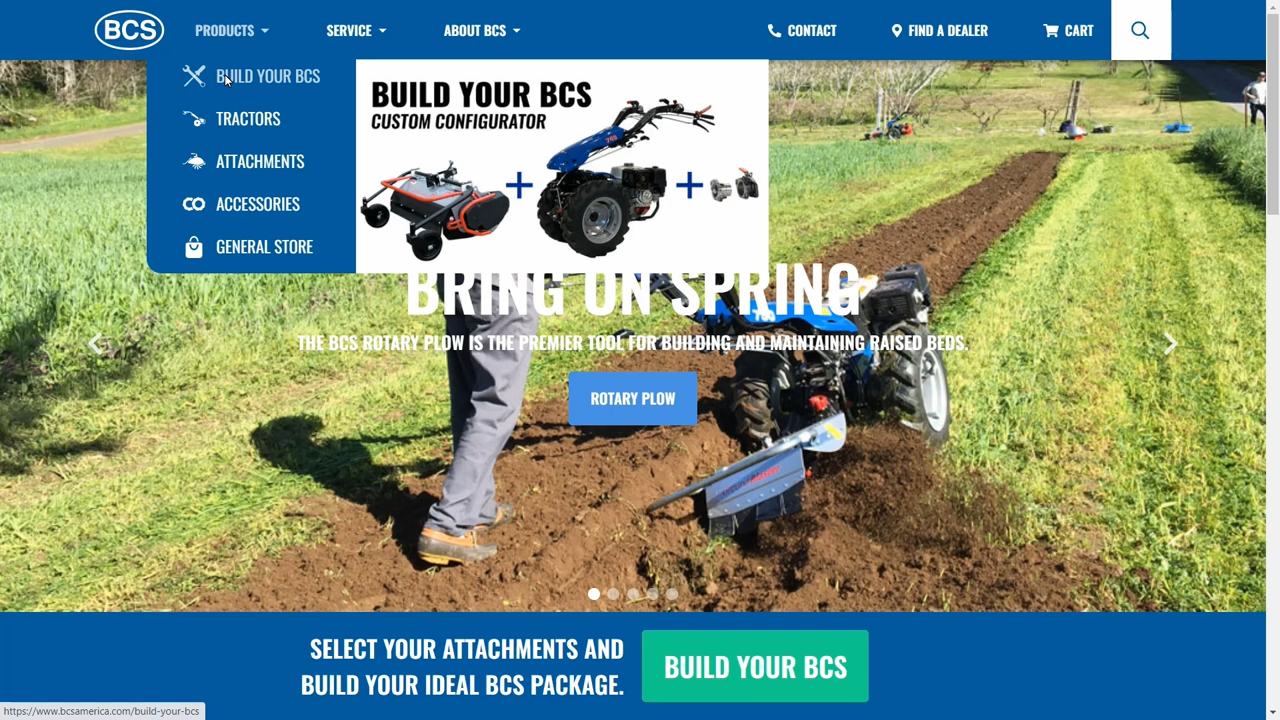 BCS
PRODUCTS
SERVICE
ABOUT BCS
CONTACT
FIND A DEALER
CART
BUILD YOUR BCS
TRACTORS
ATTACHMENTS
ACCESSORIES
GENERAL STORE
BUILD YOUR BCS
CUSTOM CONFIGURATOR
BRING ON SPRING
THE BCS ROTARY PLOW IS THE PREMIER TOOL FOR BUILDING AND MAINTAINING RAISED BEDS.
ROTARY PLOW
SELECT YOUR ATTACHMENTS AND
BUILD YOUR IDEAL BCS PACKAGE.
BUILD YOUR BCS
https://www.bcsamerica.com/build-your-bcs